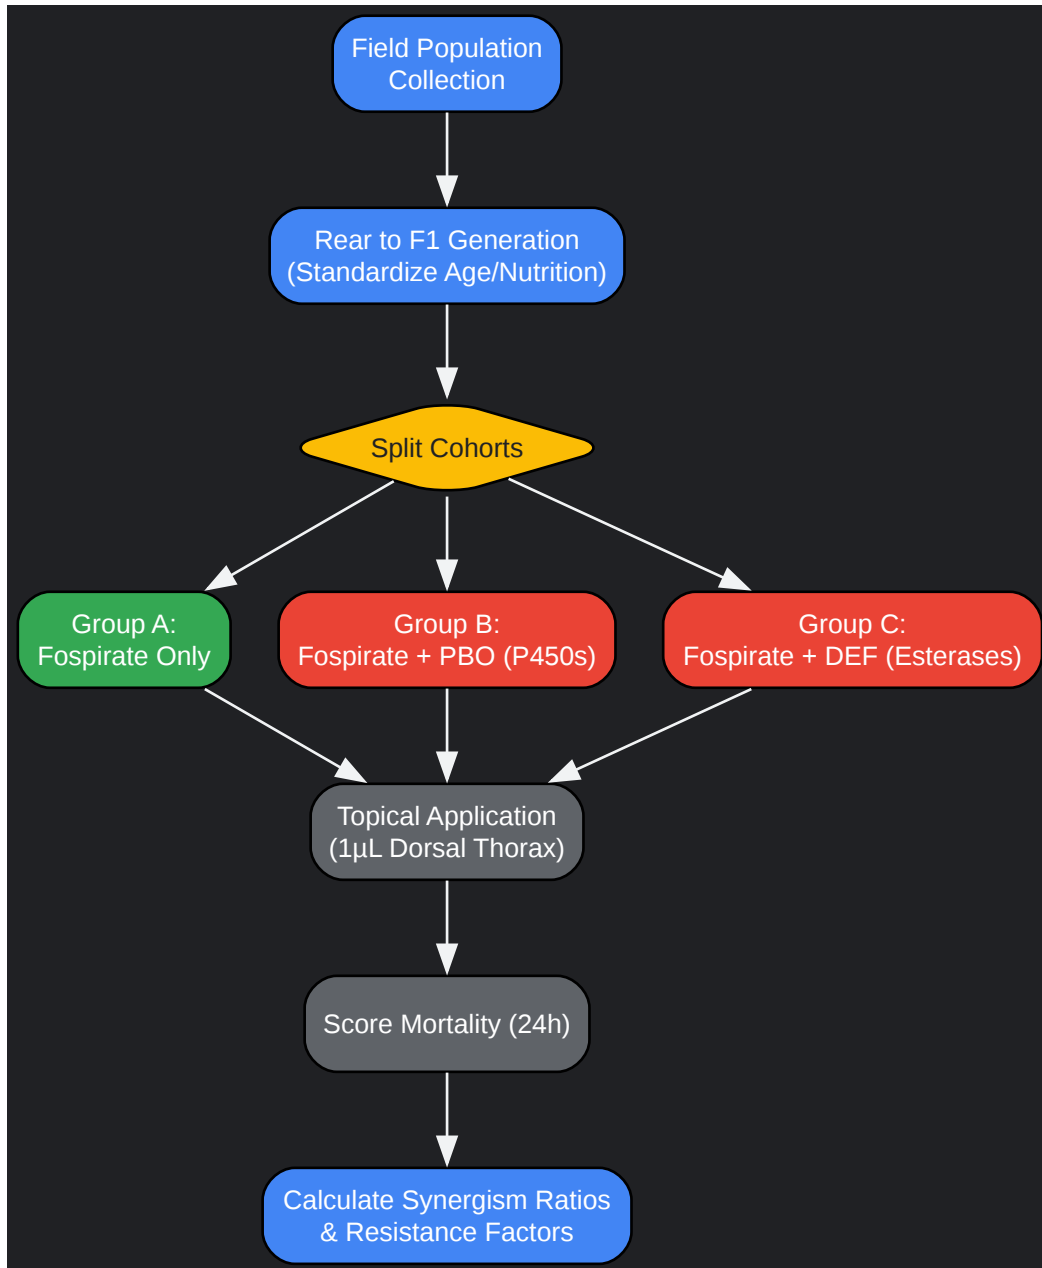 Field Population
Collection
Rear to F1 Generation
(Standardize Age/Nutrition)
Split Cohorts
Group A:
Fospirate Only
Group B:
Fospirate + PBO (P450s)
Group C:
Fospirate + DEF (Esterases)
Topical Application
(1µL Dorsal Thorax)
Score Mortality (24h)
Calculate Synergism Ratios
& Resistance Factors